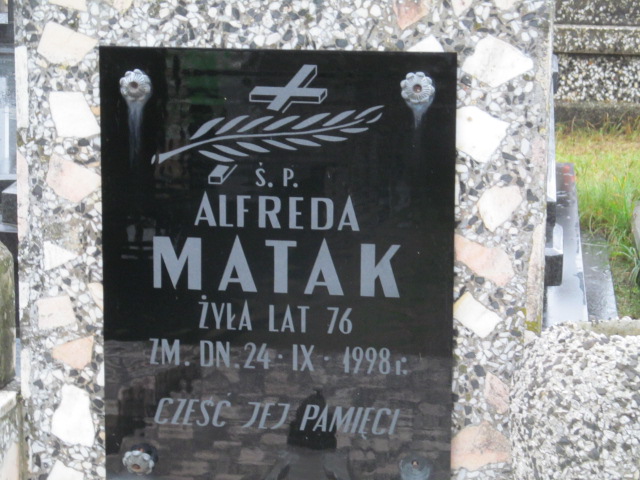 Ś. P.
ALFREDA
MATAK
ŻYŁA LAT 76
ZM. DN. 24 · IX · 1998 r.
CZEŚĆ JEJ PAMIĘCI